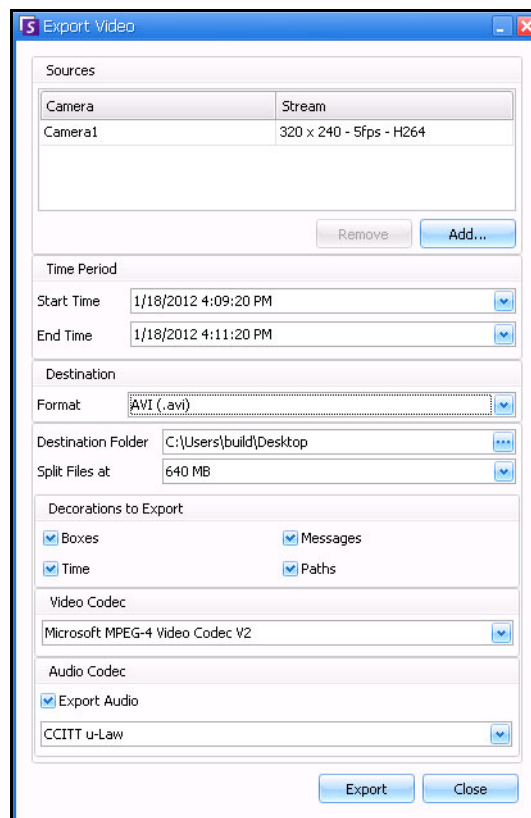 S Export Video
Sources
Camera Stream
Camera1 320 x 240 - 5fps - H264
Remove Add...
Time Period
Start Time 1/18/2012 4:09:20 PM
End Time 1/18/2012 4:11:20 PM
Destination
Format AVI (.avi)
Destination Folder C:\Users\build\Desktop
Split Files at 640 MB
Decorations to Export
Boxes Messages
Time Paths
Video Codec
Microsoft MPEG-4 Video Codec V2
Audio Codec
Export Audio
CCITT u-Law
Export Close